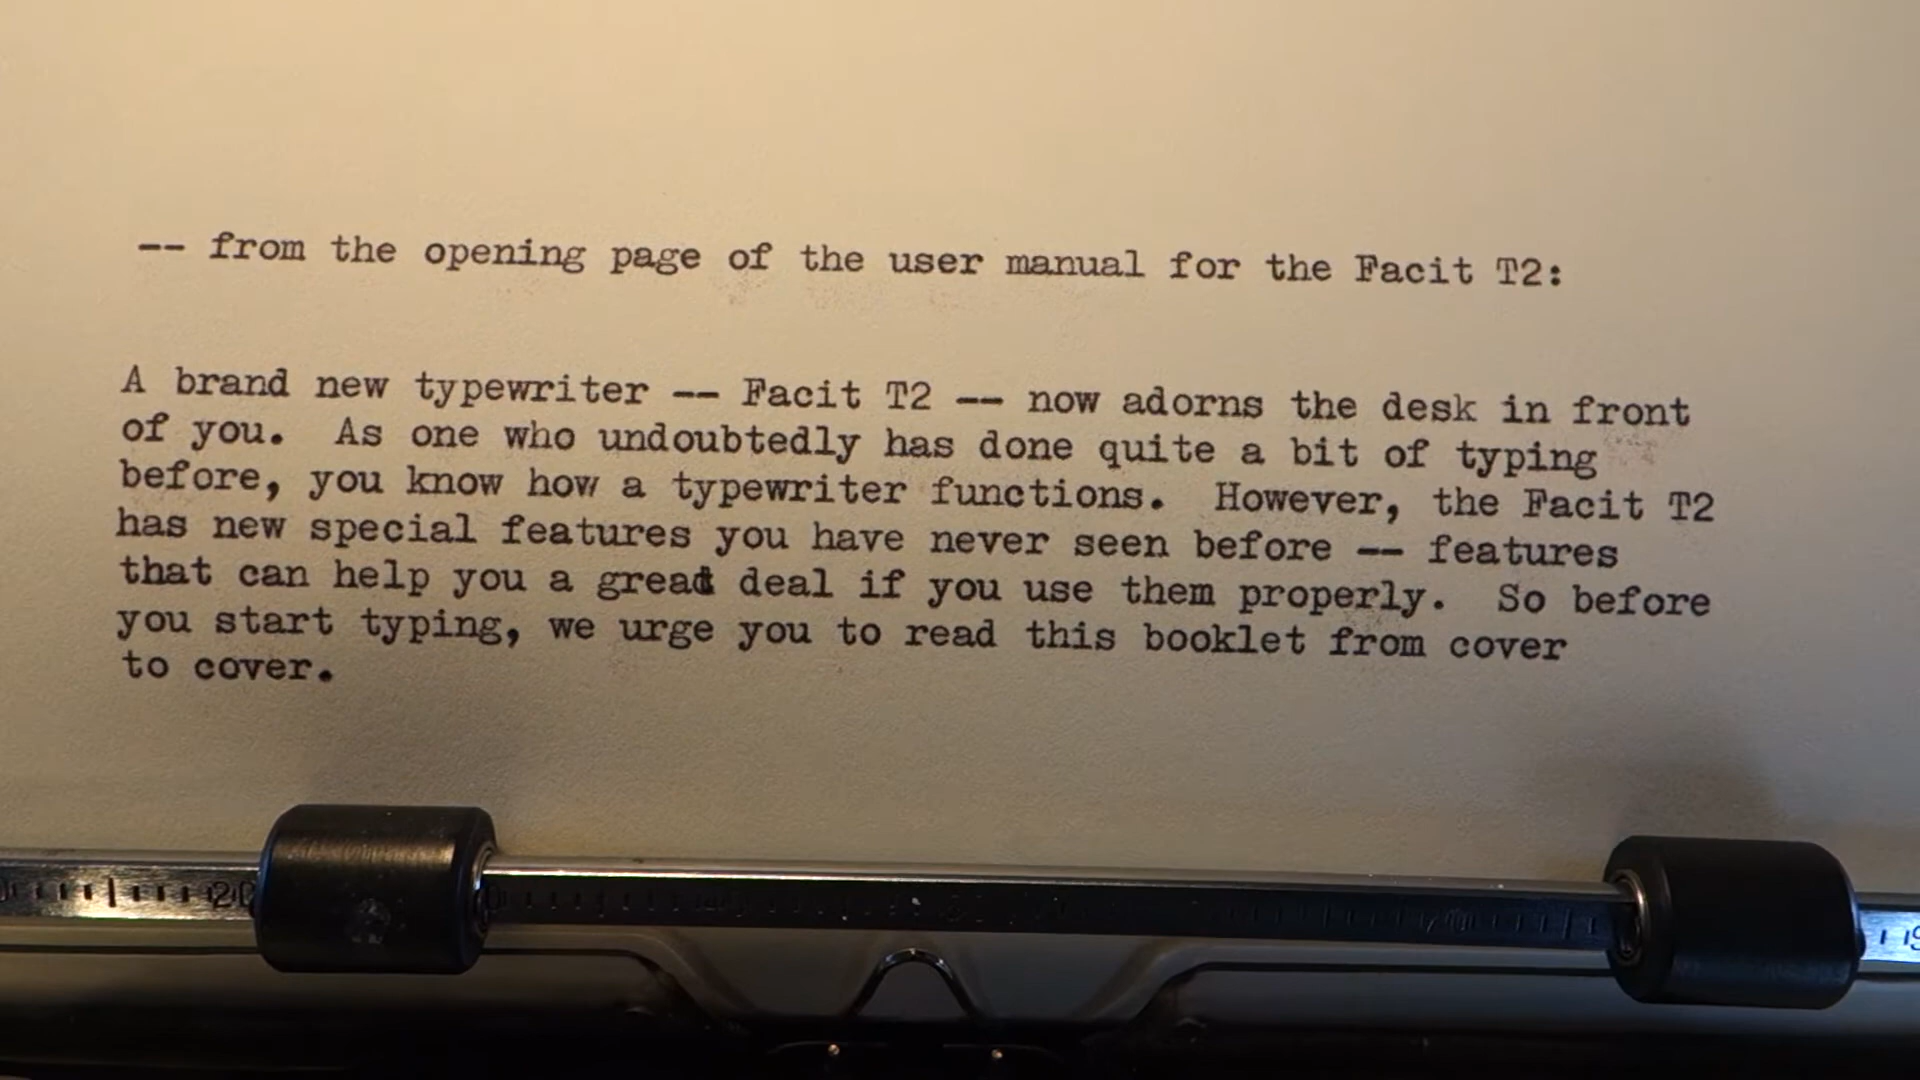 -- from the opening page of the user manual for the Facit T2:
A brand new typewriter -- Facit T2 -- now adorns the desk in front
of you.  As one who undoubtedly has done quite a bit of typing
before, you know how a typewriter functions.  However, the Facit T2
has new special features you have never seen before -- features
that can help you a great deal if you use them properly.  So before
you start typing, we urge you to read this booklet from cover
to cover.
20